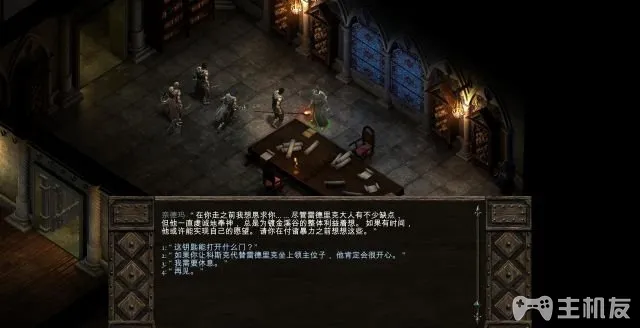 亲德玛 "在你走之前我想恳求你……尽管雷德里克大人有不少缺点,
但他一直虔诚地奉神,总是为镀金溪谷的整体利益着想。如果有时间,
他或许能实现自己的愿望。请你在付诸暴力之前想想这些。"
1: "这钥匙能打开什么门?"
2: "如果你让科斯克代替雷德里克坐上领主位子,他肯定会很开心。"
3: "我需要休息。"
4: "再见。"
主机友